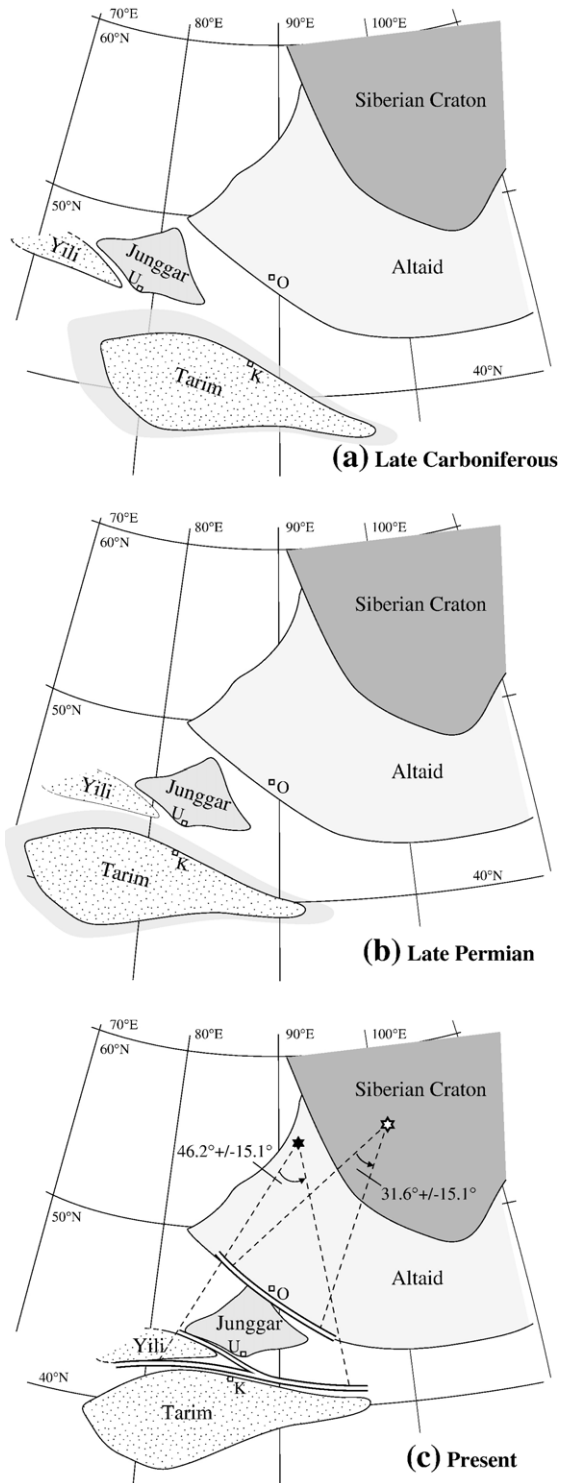 70°E
60°N
80°E
90°E
100°E
Siberian Craton
50°N
Yili
Junggar
U
O
Altaid
Tarim
K
40°N
(a) Late Carboniferous
70°E
60°N
80°E
90°E
100°E
Siberian Craton
50°N
Yili
Junggar
U
O
Altaid
Tarim
K
40°N
(b) Late Permian
70°E
60°N
80°E
90°E
100°E
Siberian Craton
46.2°+/-15.1°
31.6°+/-15.1°
50°N
Altaid
O
Junggar
Yili
U
40°N
K
Tarim
(c) Present